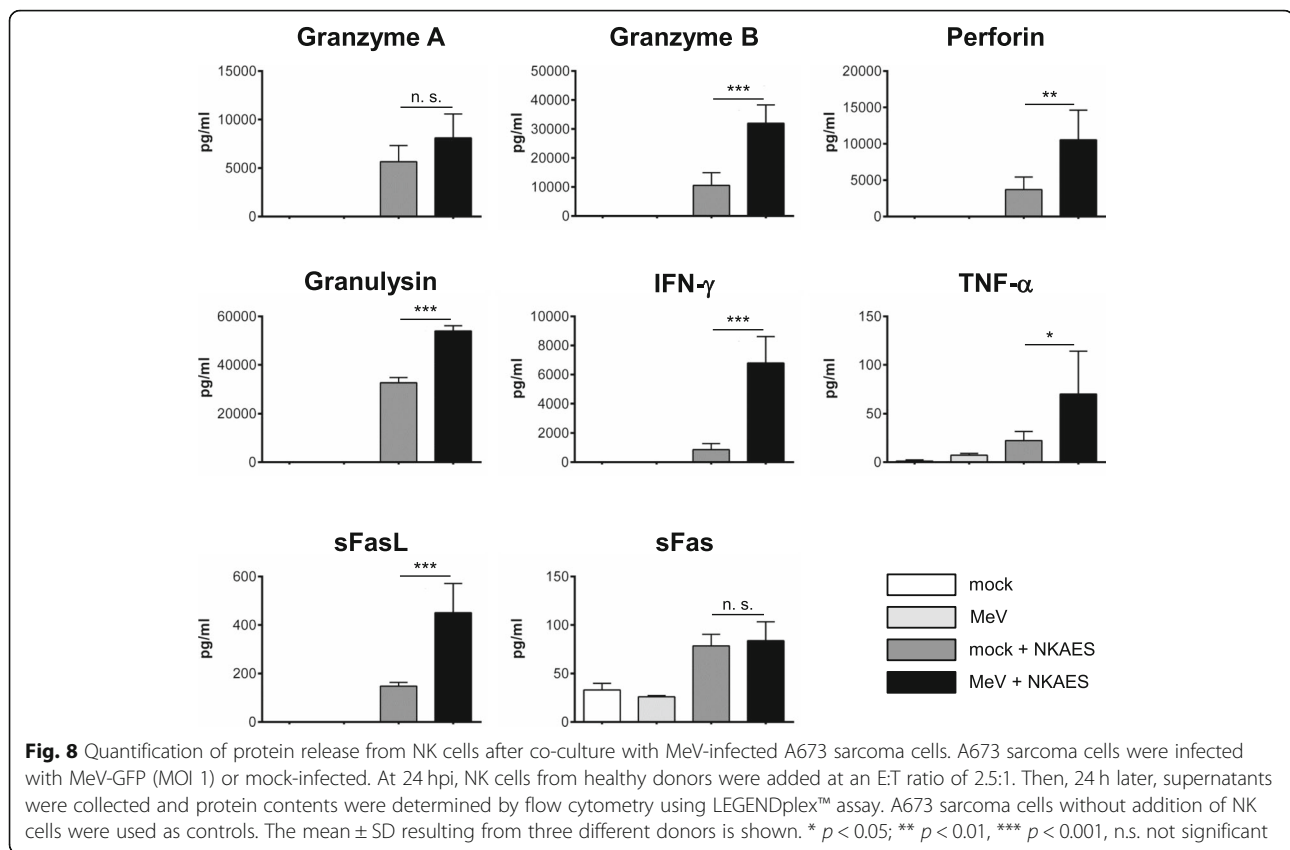 Granzyme A
Granzyme B
Perforin
15000
10000
5000
0
pg/ml
n. s.
50000
40000
30000
20000
10000
0
pg/ml
***
20000
15000
10000
5000
0
pg/ml
**
Granulysin
IFN-γ
TNF-α
60000
40000
20000
0
pg/ml
***
10000
8000
6000
4000
2000
0
pg/ml
***
150
100
50
0
pg/ml
*
sFasL
sFas
600
400
200
0
pg/ml
***
150
100
50
0
pg/ml
n. s.
mock
MeV
mock + NKAES
MeV + NKAES
Fig. 8 Quantification of protein release from NK cells after co-culture with MeV-infected A673 sarcoma cells. A673 sarcoma cells were infected
with MeV-GFP (MOI 1) or mock-infected. At 24 hpi, NK cells from healthy donors were added at an E:T ratio of 2.5:1. Then, 24 h later, supernatants
were collected and protein contents were determined by flow cytometry using LEGENDplex™ assay. A673 sarcoma cells without addition of NK
cells were used as controls. The mean ± SD resulting from three different donors is shown. * p < 0.05; ** p < 0.01, *** p < 0.001, n.s. not significant